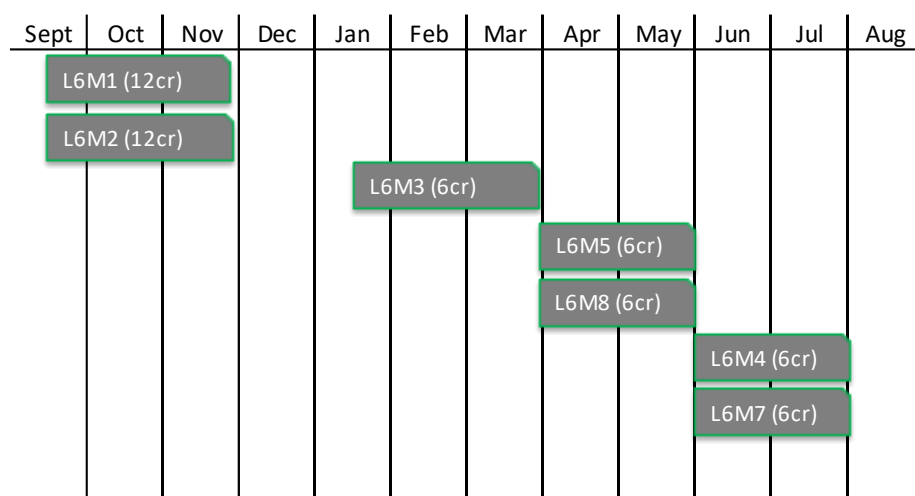 Sept Oct Nov Dec Jan Feb Mar Apr May Jun Jul Aug
L6M1 (12cr)
L6M2 (12cr)
L6M3 (6cr)
L6M5 (6cr)
L6M8 (6cr)
L6M4 (6cr)
L6M7 (6cr)